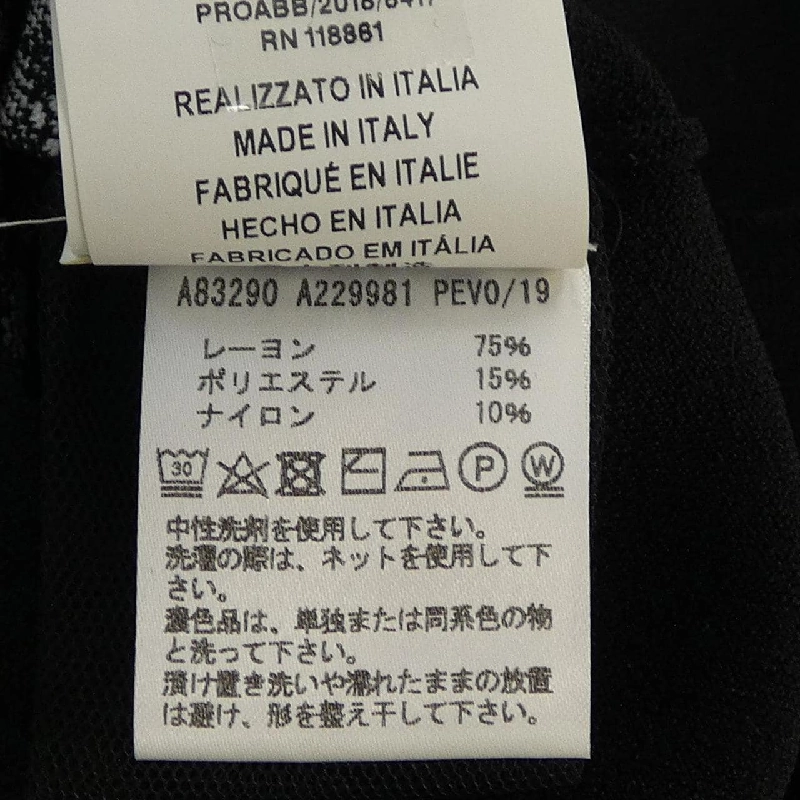 RN 118861
REALIZZATO IN ITALIA
MADE IN ITALY
FABRIQUÉ EN ITALIE
HECHO EN ITALIA
FABRICADO EM ITÁLIA
A83290 A229981 PEVO/19
レーヨン 75%
ポリエステル 15%
ナイロン 10%
30 P W
中性洗剤を使用して下さい。
洗濯の際は、ネットを使用して下
さい。
濃色品は、単独または同系色の物
と洗って下さい。
漬け置き洗いや濡れたままの放置
は避け、形を整え干して下さい。